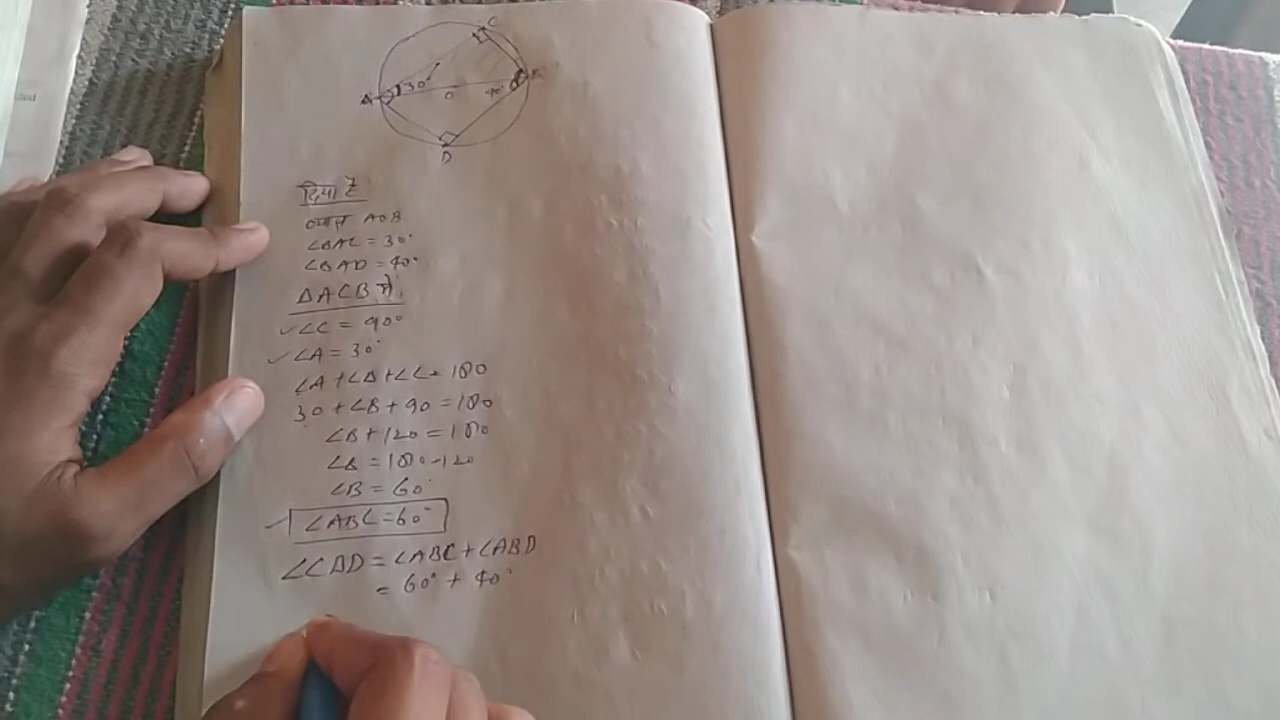 C
A 30° O 40° B
D
दिया है:
व्यास AOB
∠BAC = 30°
∠BAD = 40°
ΔACB में,
∠C = 90°
∠A = 30°
∠A + ∠B + ∠C = 180
30 + ∠B + 90 = 180
∠B + 120 = 180
∠B = 180 - 120
∠B = 60°
∠ABC = 60°
∠CBD = ∠ABC + ∠ABD
= 60° + 40°